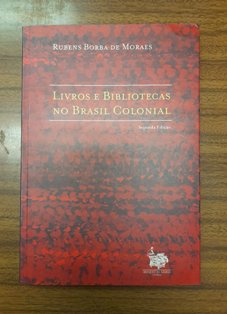 Rubens Borba de Moraes
Livros e Bibliotecas
no Brasil Colonial
Segunda Edição